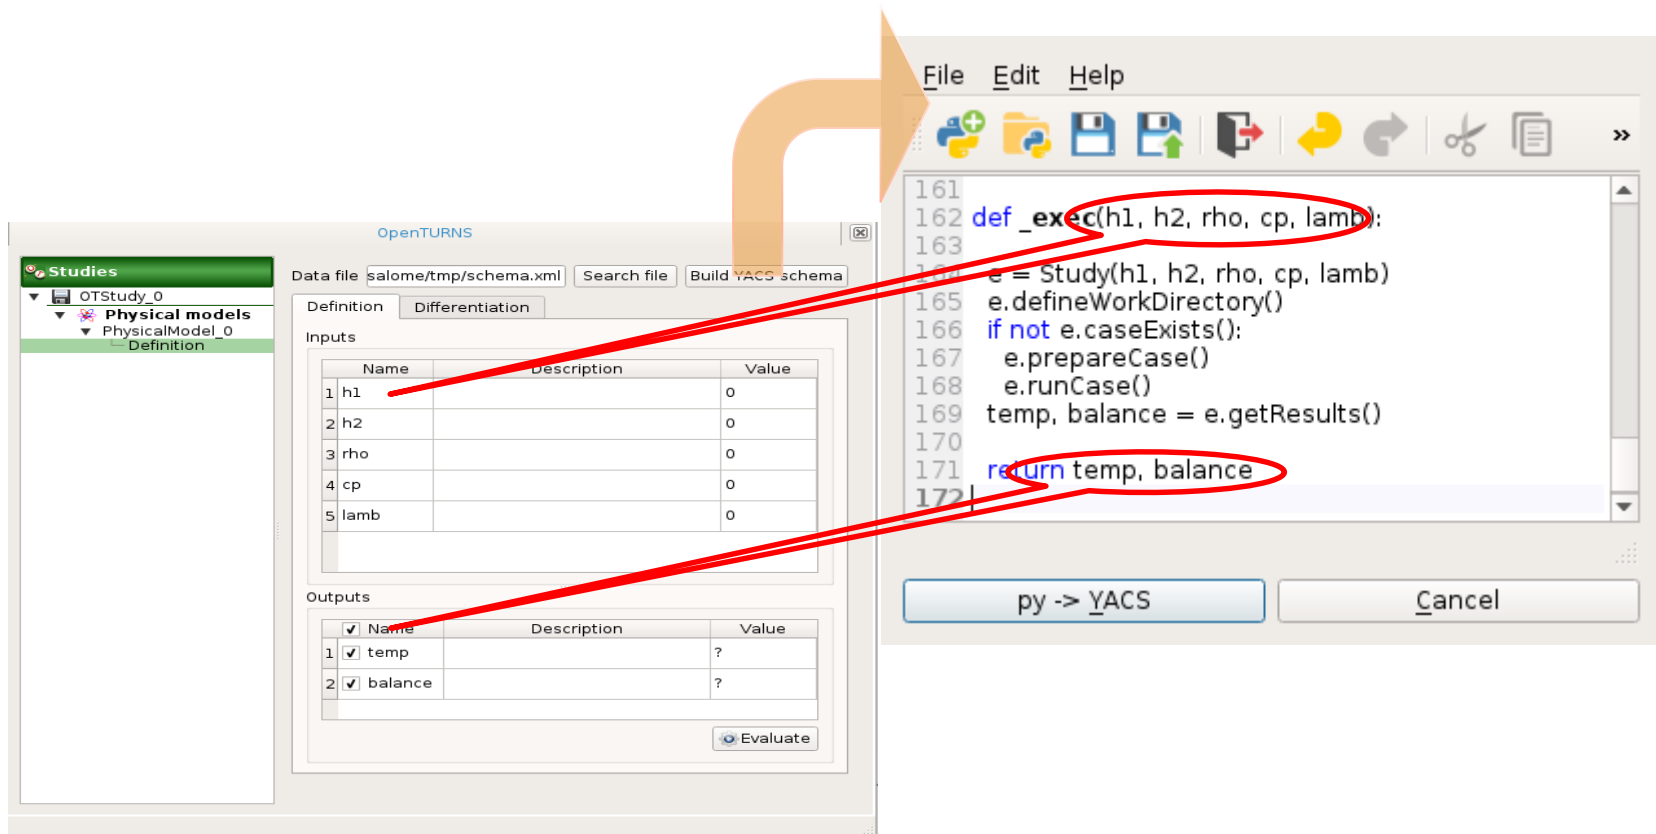 OpenTURNS
Studies
OTStudy_0
Physical models
PhysicalModel_0
Definition
Data file salome/tmp/schema.xml Search file Build YACS schema
Definition Differentiation
Inputs
Name Description Value
1 h1 0
2 h2 0
3 rho 0
4 cp 0
5 lamb 0
Outputs
Name Description Value
1 temp ?
2 balance ?
Evaluate
File Edit Help
»
161
162 def _exec(h1, h2, rho, cp, lamb):
163
164 e = Study(h1, h2, rho, cp, lamb)
165 e.defineWorkDirectory()
166 if not e.caseExists():
167 e.prepareCase()
168 e.runCase()
169 temp, balance = e.getResults()
170
171 return temp, balance
172
py -> YACS Cancel